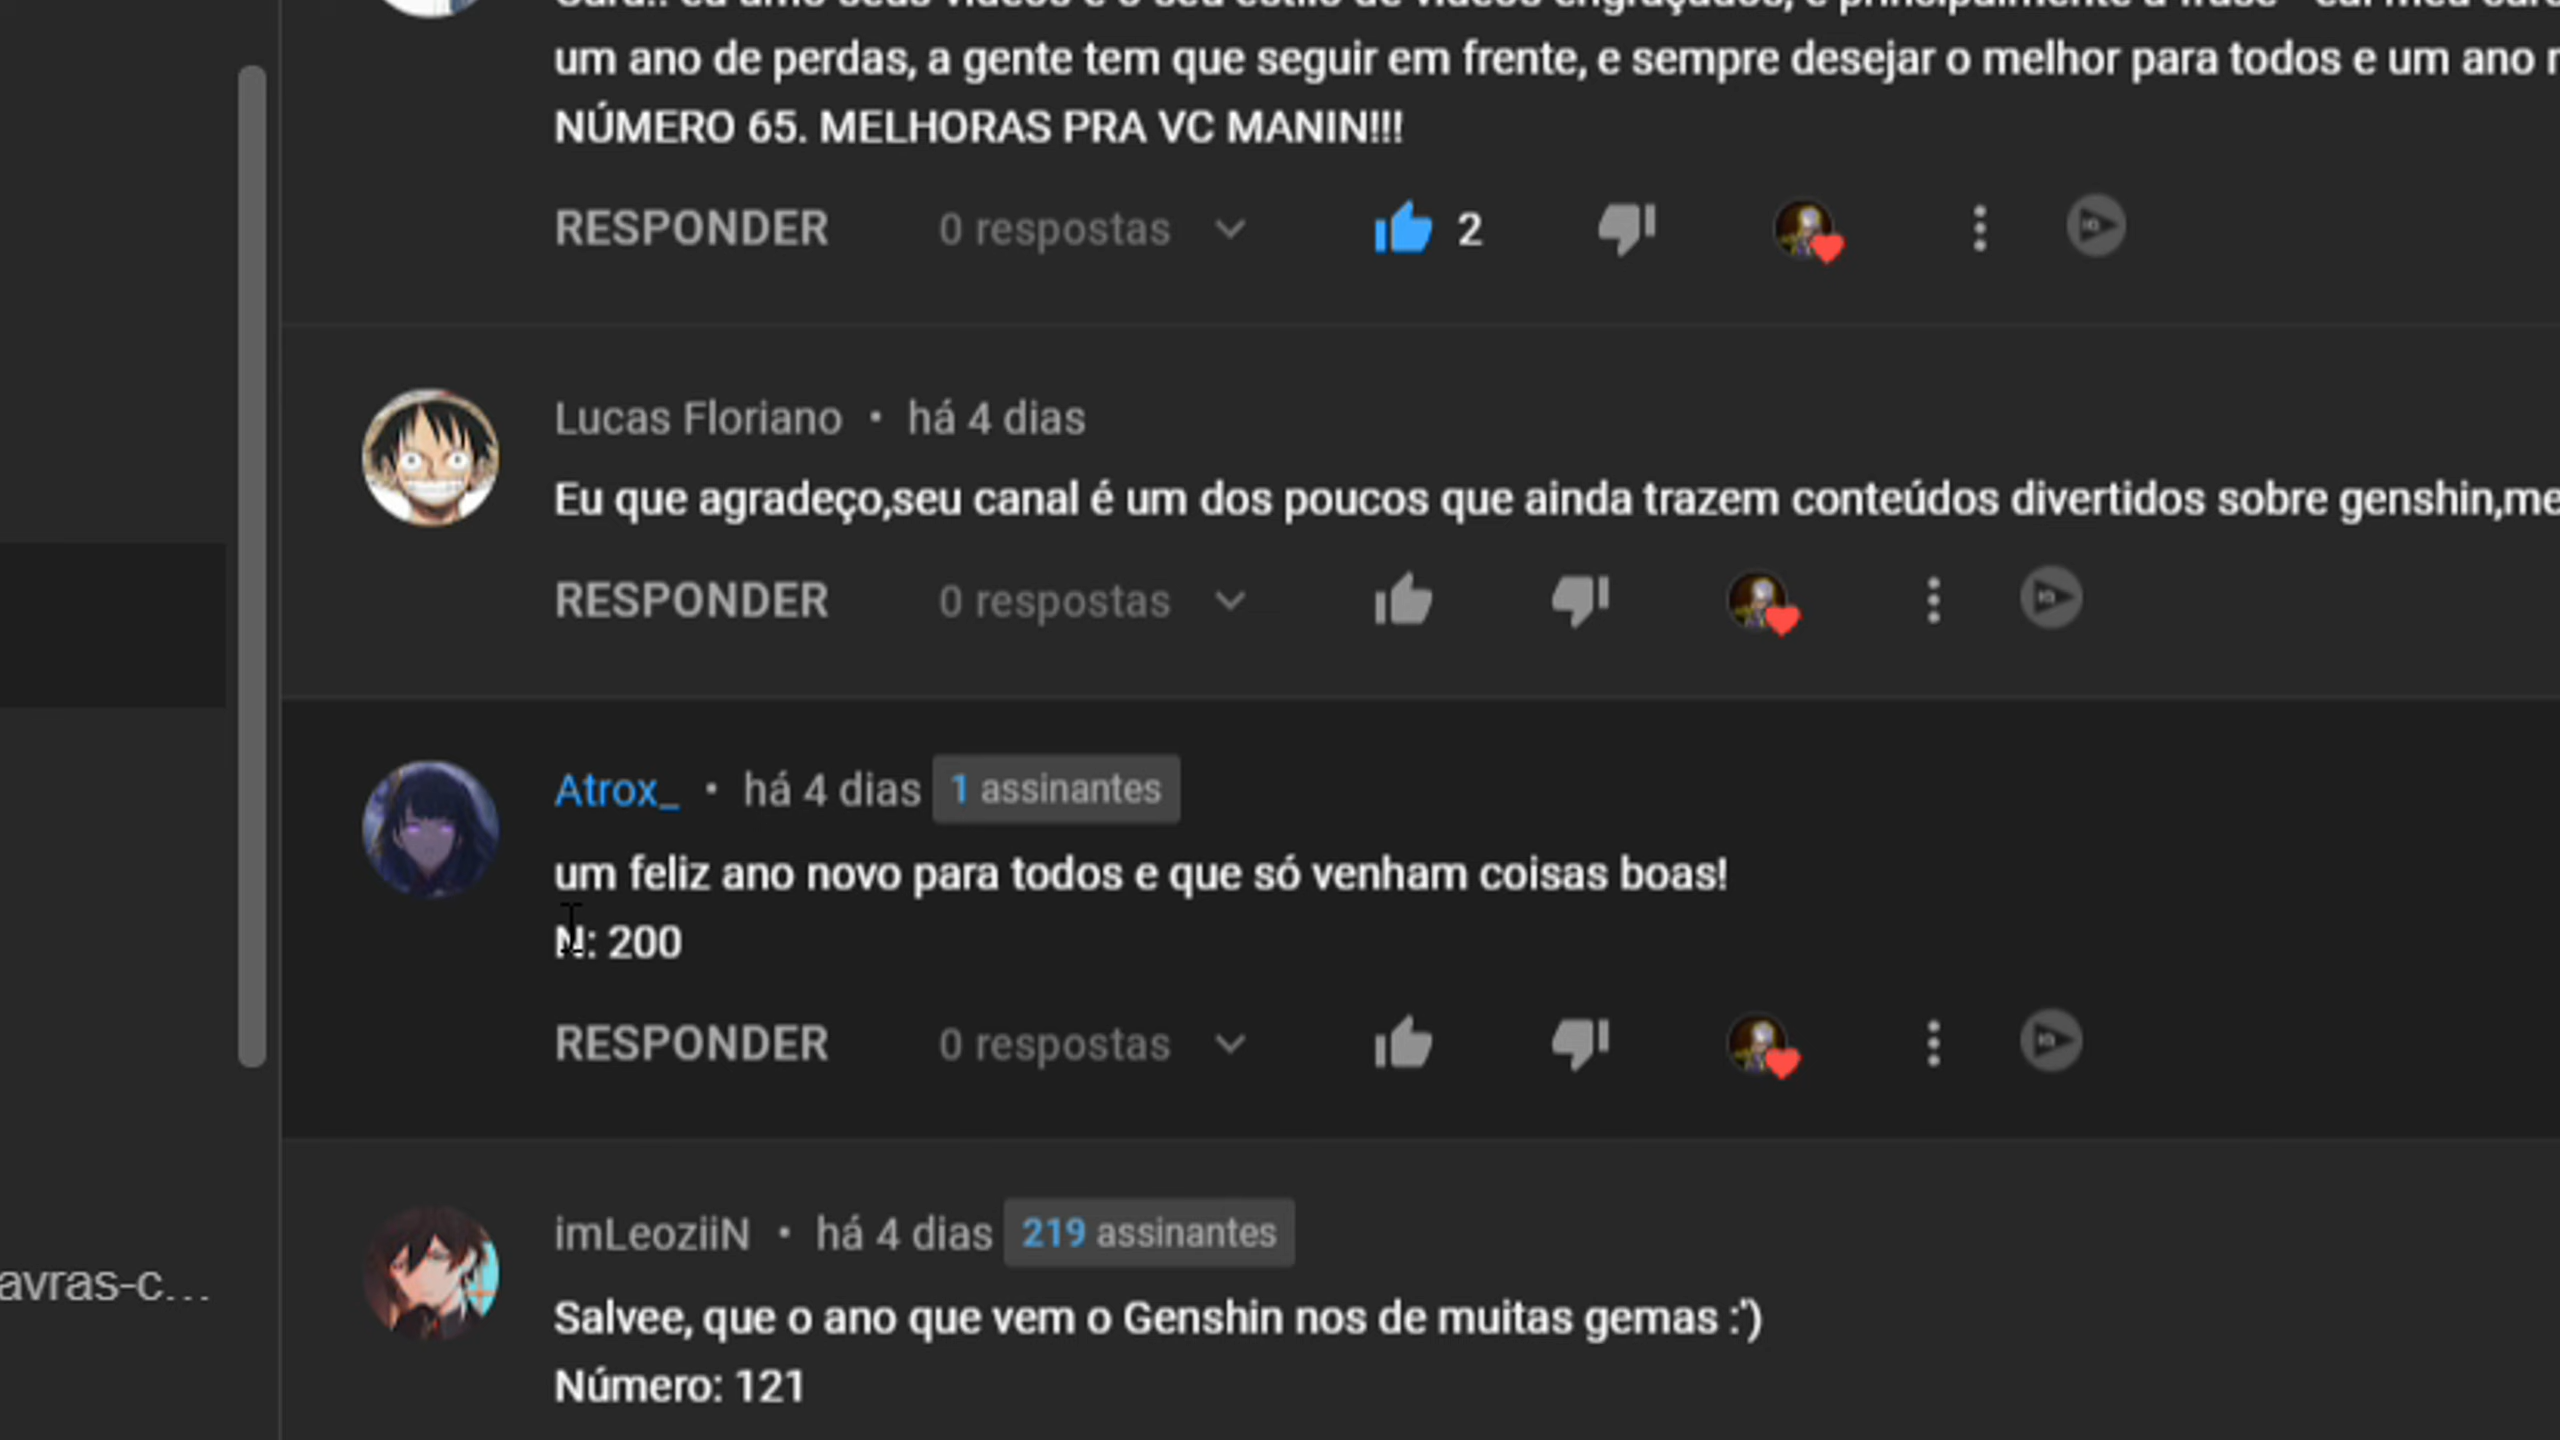 um ano de perdas, a gente tem que seguir em frente, e sempre desejar o melhor para todos e um ano
NÚMERO 65. MELHORAS PRA VC MANIN!!!
RESPONDER 0 respostas 2
Lucas Floriano • há 4 dias
Eu que agradeço,seu canal é um dos poucos que ainda trazem conteúdos divertidos sobre genshin,me
RESPONDER 0 respostas
Atrox_ • há 4 dias 1 assinantes
um feliz ano novo para todos e que só venham coisas boas!
N: 200
RESPONDER 0 respostas
imLeoziiN • há 4 dias 219 assinantes
avras-c...
Salvee, que o ano que vem o Genshin nos de muitas gemas :')
Número: 121